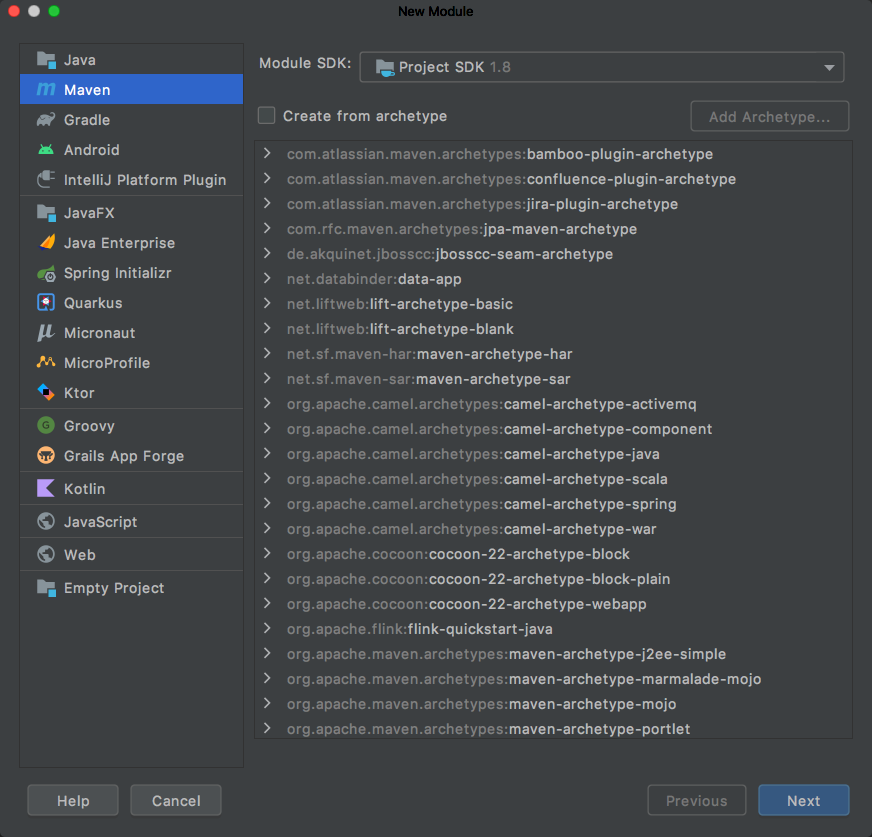 New Module
Java
Maven
Gradle
Android
IntelliJ Platform Plugin
JavaFX
Java Enterprise
Spring Initializr
Quarkus
Micronaut
MicroProfile
Ktor
Groovy
Grails App Forge
Kotlin
JavaScript
Web
Empty Project
Module SDK: Project SDK 1.8
Create from archetype Add Archetype...
com.atlassian.maven.archetypes:bamboo-plugin-archetype
com.atlassian.maven.archetypes:confluence-plugin-archetype
com.atlassian.maven.archetypes:jira-plugin-archetype
com.rfc.maven.archetypes:jpa-maven-archetype
de.akquinet.jbosscc:jbosscc-seam-archetype
net.databinder:data-app
net.liftweb:lift-archetype-basic
net.liftweb:lift-archetype-blank
net.sf.maven-har:maven-archetype-har
net.sf.maven-sar:maven-archetype-sar
org.apache.camel.archetypes:camel-archetype-activemq
org.apache.camel.archetypes:camel-archetype-component
org.apache.camel.archetypes:camel-archetype-java
org.apache.camel.archetypes:camel-archetype-scala
org.apache.camel.archetypes:camel-archetype-spring
org.apache.camel.archetypes:camel-archetype-war
org.apache.cocoon:cocoon-22-archetype-block
org.apache.cocoon:cocoon-22-archetype-block-plain
org.apache.cocoon:cocoon-22-archetype-webapp
org.apache.flink:flink-quickstart-java
org.apache.maven.archetypes:maven-archetype-j2ee-simple
org.apache.maven.archetypes:maven-archetype-marmalade-mojo
org.apache.maven.archetypes:maven-archetype-mojo
org.apache.maven.archetypes:maven-archetype-portlet
Help Cancel Previous Next